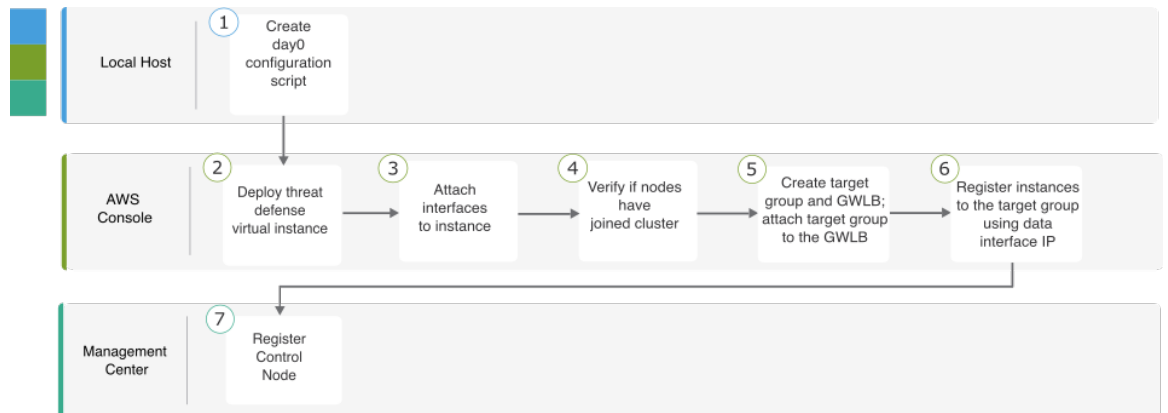 1
Create
day0
configuration
script
Local Host
2
Deploy threat
defense
virtual instance
3
Attach
interfaces
to instance
4
Verify if nodes
have
joined cluster
5
Create target
group and GWLB;
attach target group
to the GWLB
6
Register instances
to the target group
using data
interface IP
AWS
Console
7
Register
Control
Node
Management
Center